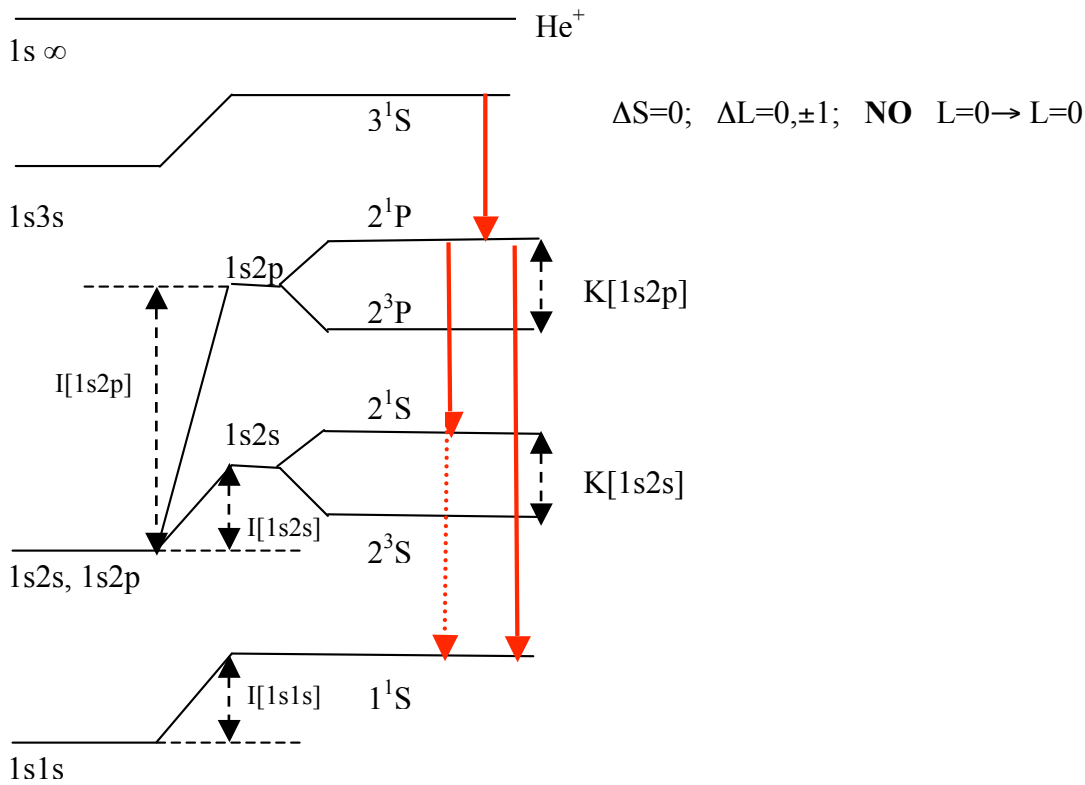 He⁺
1s ∞
3¹S
ΔS=0; ΔL=0,±1; NO L=0→ L=0
1s3s
2¹P
1s2p
K[1s2p]
2³P
I[1s2p]
2¹S
1s2s
K[1s2s]
I[1s2s]
2³S
1s2s, 1s2p
I[1s1s]
1¹S
1s1s